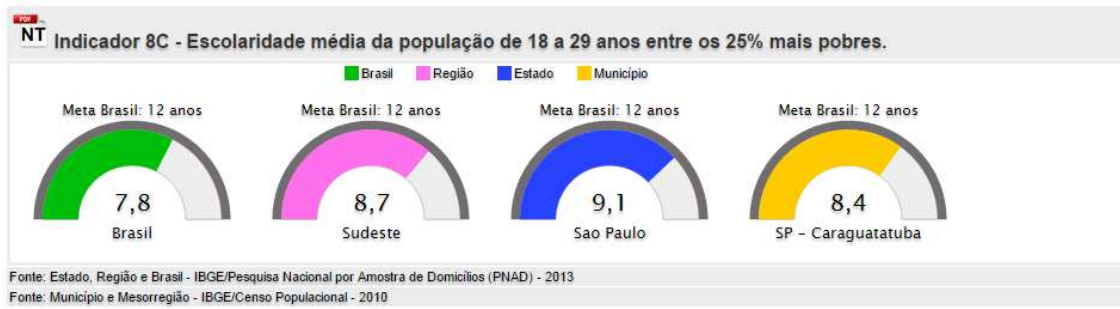 PDF
NT
Indicador 8C - Escolaridade média da população de 18 a 29 anos entre os 25% mais pobres.
Brasil Região Estado Município
Meta Brasil: 12 anos Meta Brasil: 12 anos Meta Brasil: 12 anos Meta Brasil: 12 anos
7,8 8,7 9,1 8,4
Brasil Sudeste Sao Paulo SP - Caraguatatuba
Fonte: Estado, Região e Brasil - IBGE/Pesquisa Nacional por Amostra de Domicílios (PNAD) - 2013
Fonte: Município e Mesorregião - IBGE/Censo Populacional - 2010